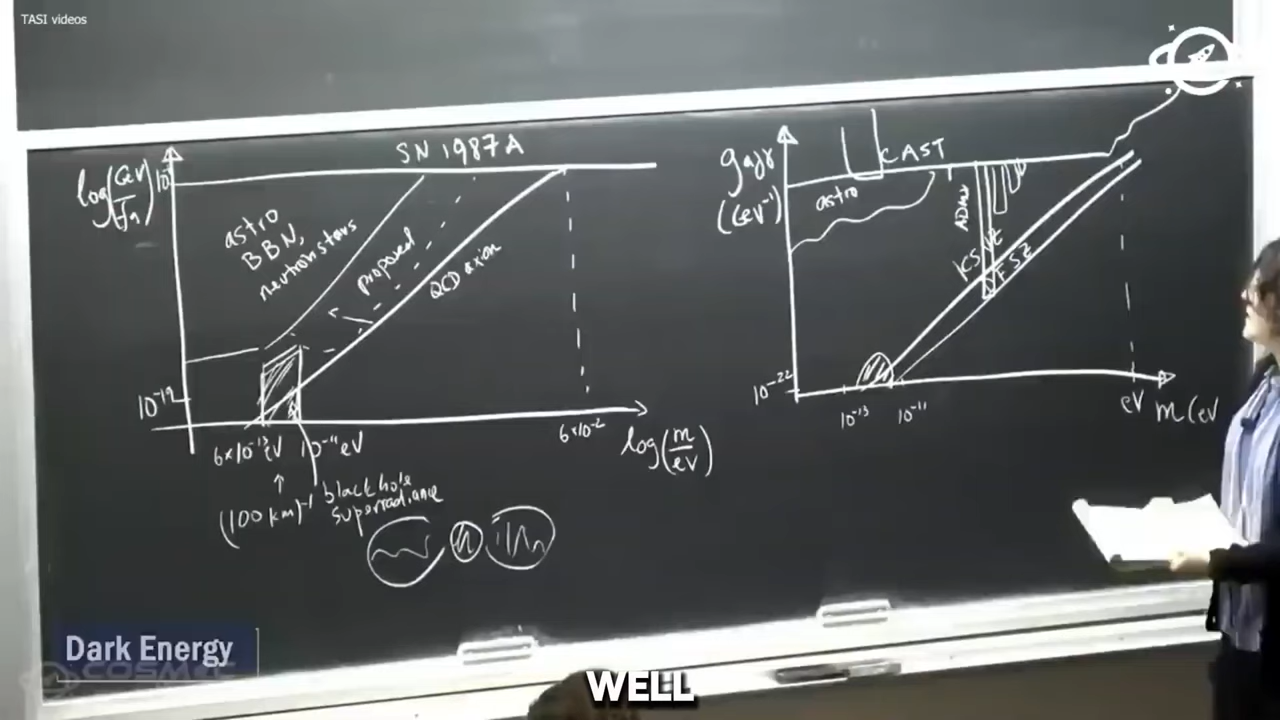 TASI videos
SN 1987A
log(GeV/fa)
astro
BBN,
neutron stars
proposed
QCD axion
10⁻¹⁹
6×10⁻¹³ eV
10⁻¹¹ eV
6×10⁻²
log(m/eV)
(100 km)⁻¹
black hole
superradiance
gaγγ
(GeV⁻¹)
CAST
astro
ADMX
KSVZ
DFSZ
10⁻²²
10⁻¹³
10⁻¹¹
eV
m (eV
Dark Energy
WELL